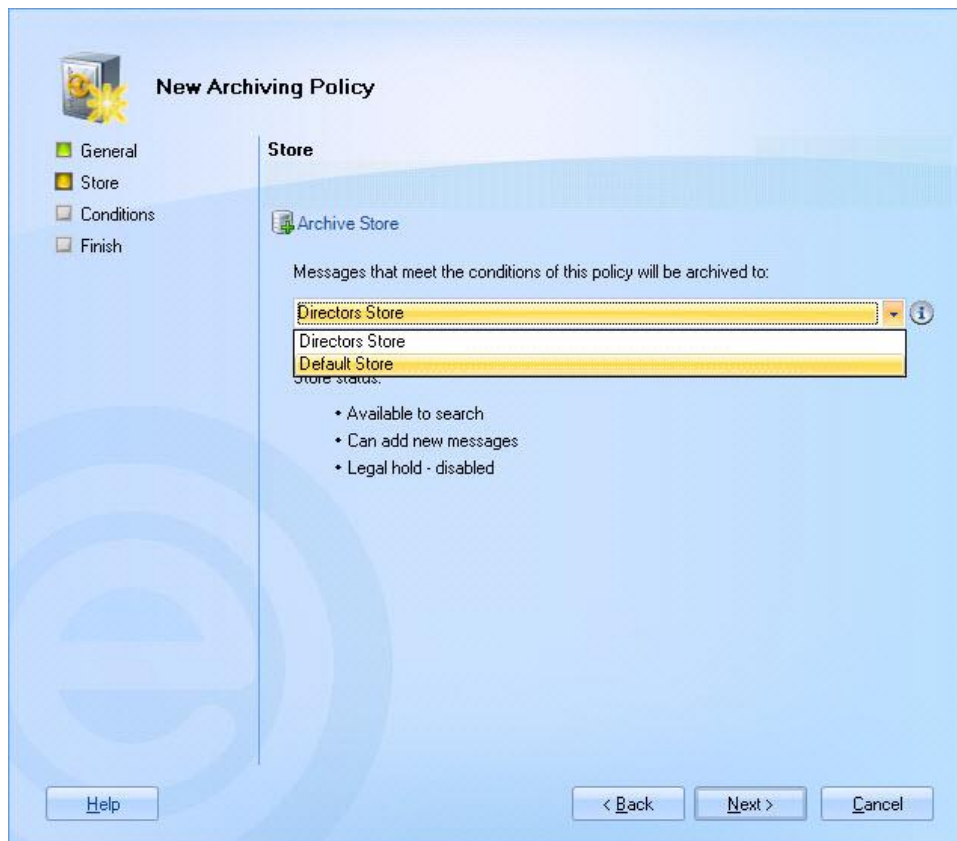 New Archiving Policy
General
Store
Conditions
Finish
Store
Archive Store
Messages that meet the conditions of this policy will be archived to:
Directors Store
Directors Store
Default Store
Store status:
• Available to search
• Can add new messages
• Legal hold - disabled
Help
< Back
Next >
Cancel